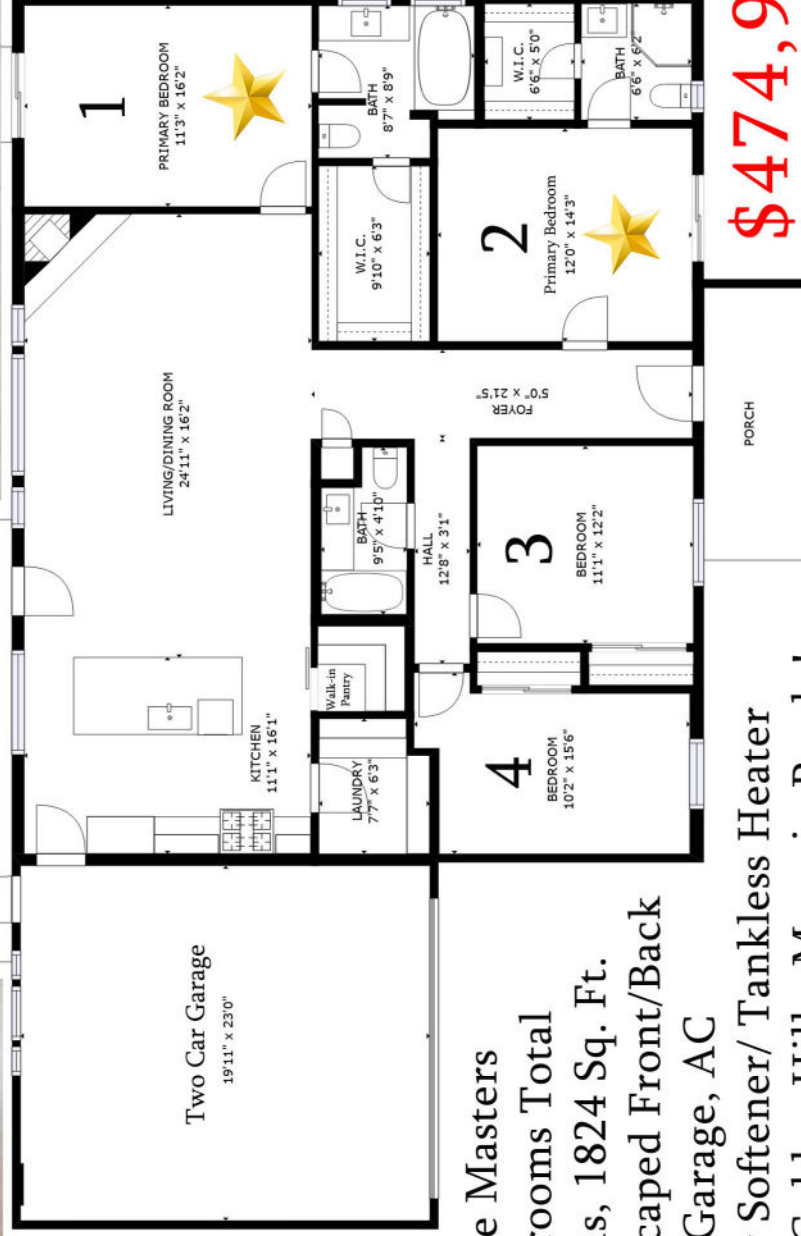 Two Car Garage
19'11" x 23'0"
KITCHEN
11'1" x 16'1"
LIVING/DINING ROOM
24'11" x 16'2"
1
PRIMARY BEDROOM
11'3" x 16'2"
LAUNDRY
7'7" x 6'3"
Walk-in
Pantry
BATH
9'5" x 4'10"
W.I.C.
9'10" x 6'3"
BATH
8'7" x 8'9"
HALL
12'8" x 3'1"
FOYER
5'0" x 21'5"
4
BEDROOM
10'2" x 15'6"
3
BEDROOM
11'1" x 12'2"
2
Primary Bedroom
12'0" x 14'3"
W.I.C.
6'6" x 5'0"
BATH
6'6" x 6'2"
PORCH
e Masters
rooms Total
s, 1824 Sq. Ft.
caped Front/Back
Garage, AC
Softener/ Tankless Heater
$474,9